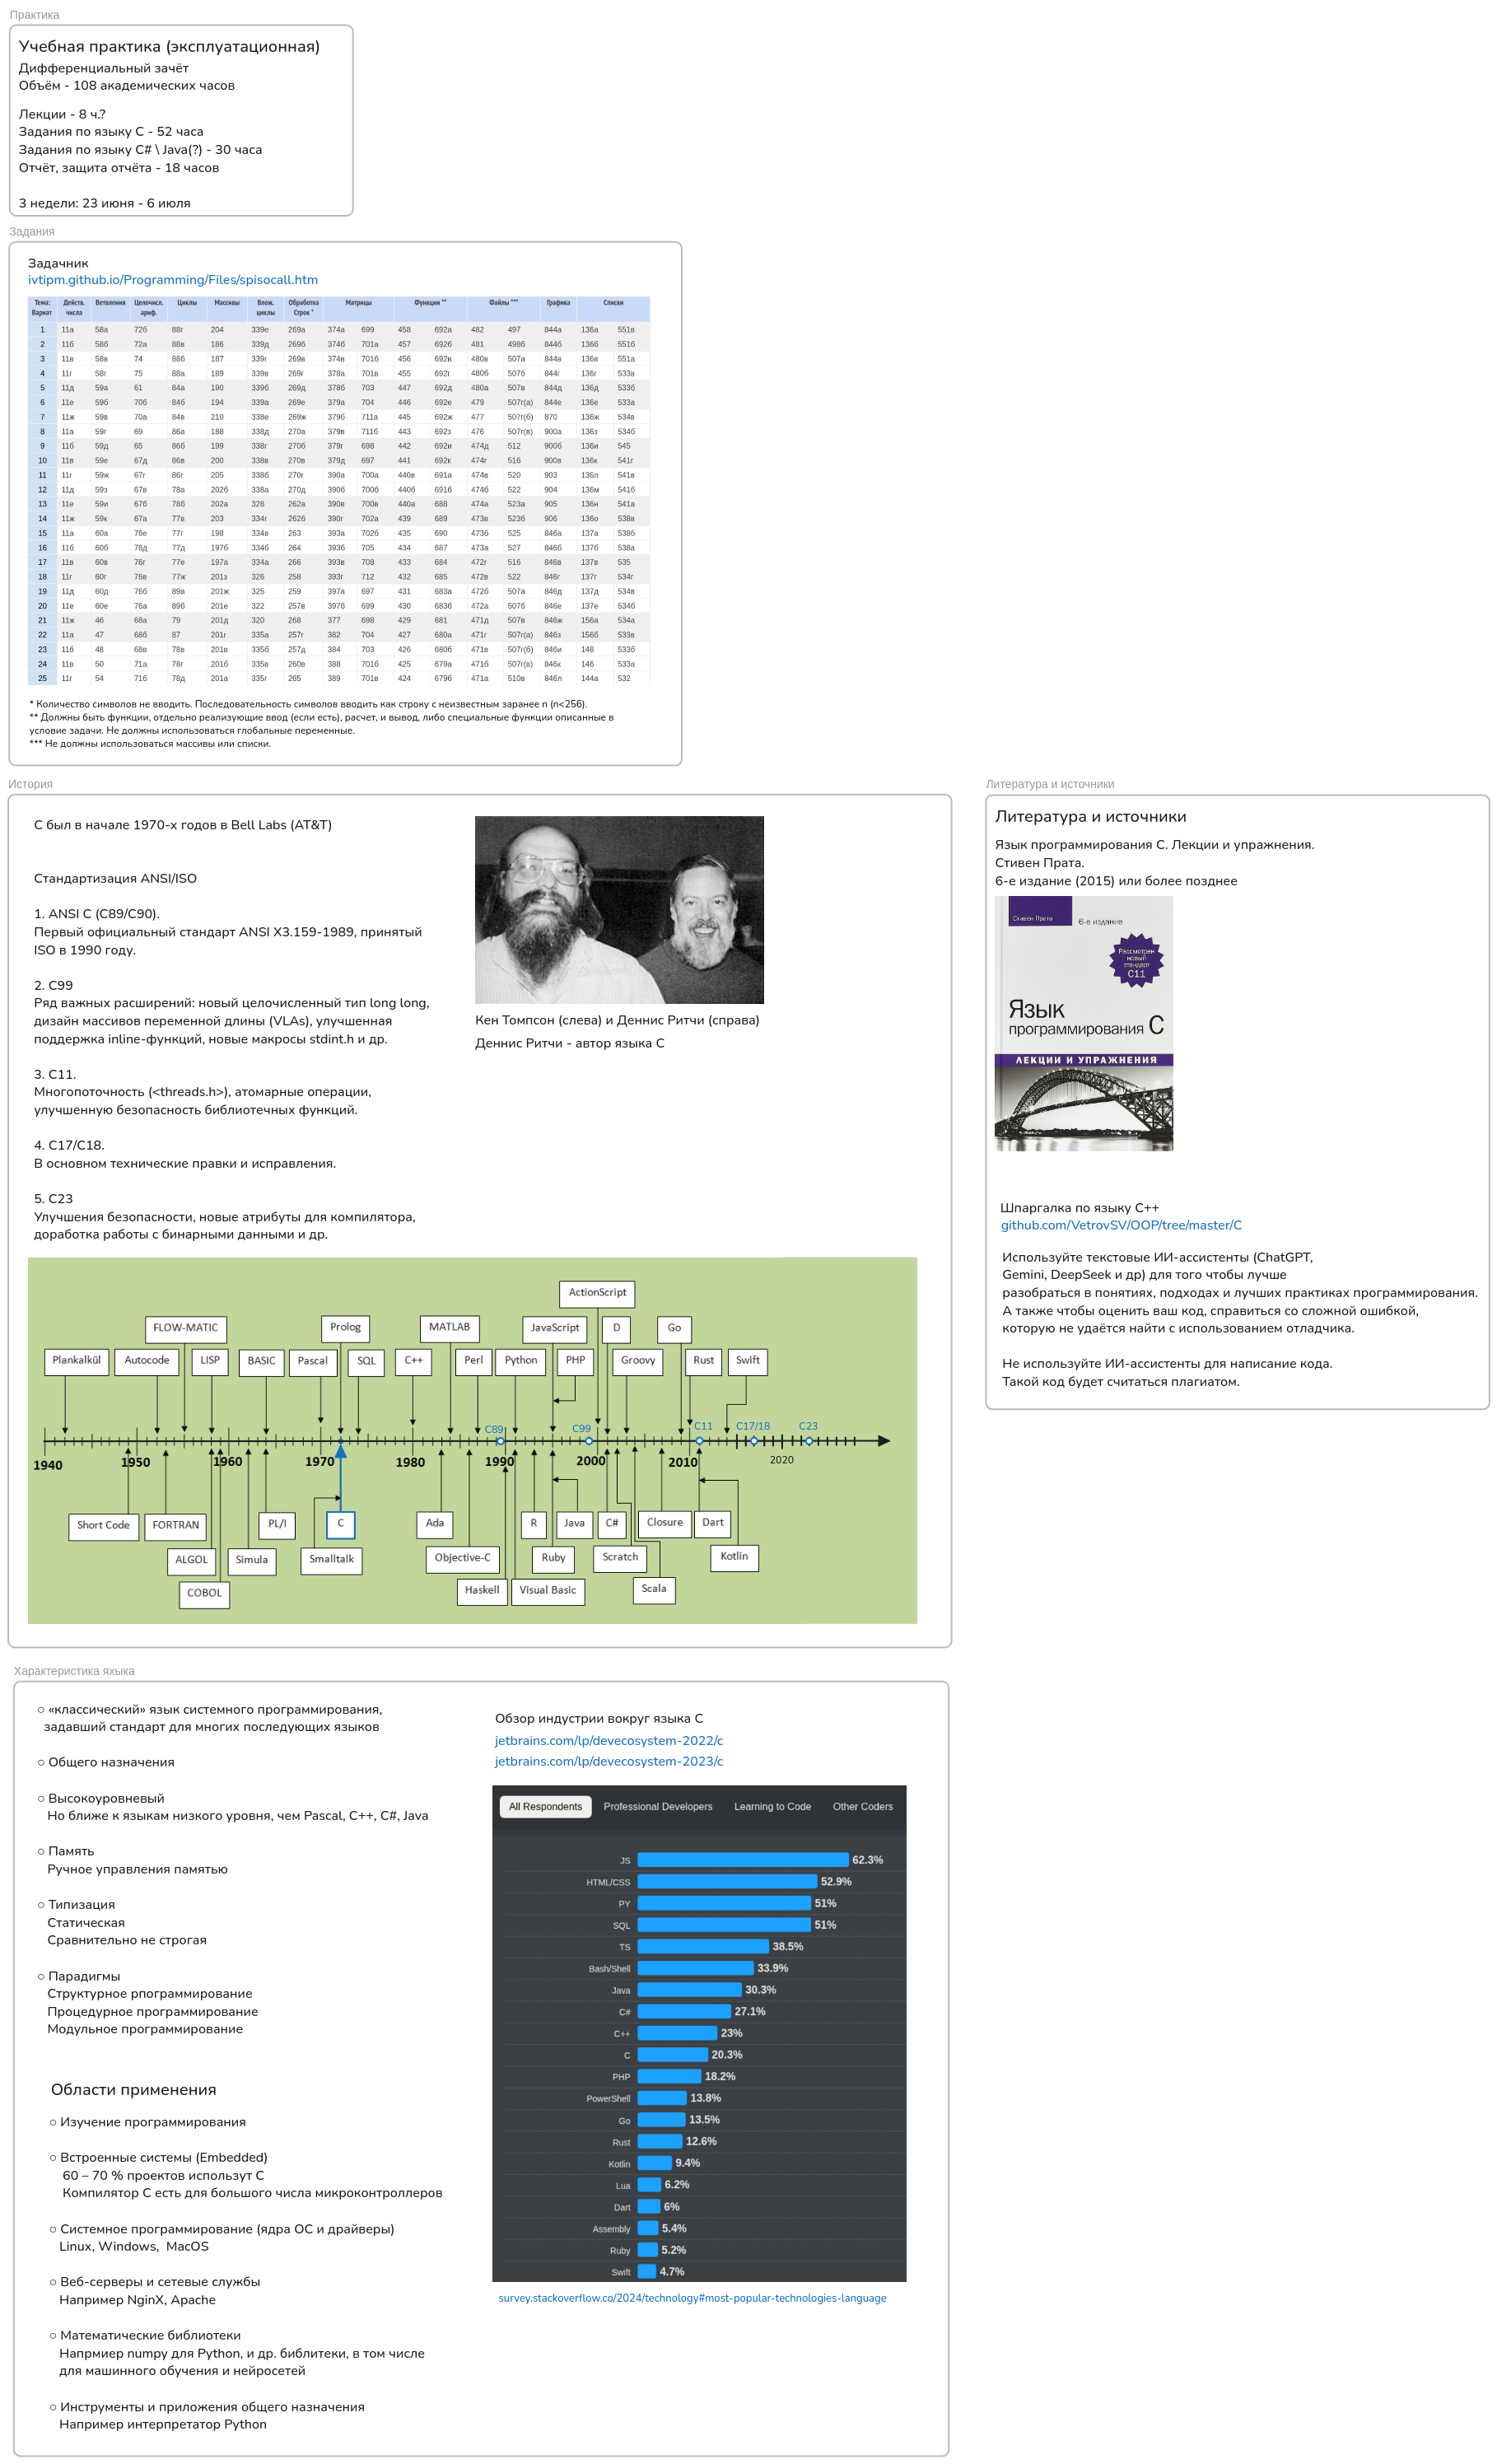 Практика
Учебная практика (эксплуатационная)
Дифференциальный зачёт
Объём - 108 академических часов
Лекции - 8 ч.?
Задания по языку C - 52 часа
Задания по языку C# \ Java(?) - 30 часа
Отчёт, защита отчёта - 18 часов
3 недели: 23 июня - 6 июля
Задания
Задачник
ivtipm.github.io/Programming/Files/spisocall.htm
Тема: Действ. Ветвления Целочисл. Циклы Массивы Влож. Обработка Матрицы Функции ** Файлы *** Графика Списки
Вариат числа ариф. циклы Строк *
1 11а 58а 72б 88г 204 339е 269а 374а 699 458 692а 482 497 844а 136а 551в
2 11б 58б 72а 88в 186 339д 269б 374б 701а 457 692б 481 498б 844б 136б 551б
3 11в 58в 74 88б 187 339г 269в 374в 701б 456 692в 480в 507а 844в 136в 551а
4 11г 58г 75 88а 189 339в 269г 378а 701в 455 692г 480б 507б 844г 136г 533в
5 11д 59а 61 84а 190 339б 269д 378б 703 447 692д 480а 507в 844д 136д 533б
6 11е 59б 70б 84б 194 339а 269е 379а 704 446 692е 479 507г(а) 844е 136е 533а
7 11ж 59в 70а 84в 210 338е 269ж 379б 711а 445 692ж 477 507г(б) 870 136ж 534в
8 11а 59г 69 86а 188 338д 270а 379в 711б 443 692з 476 507г(в) 900а 136з 534б
9 11б 59д 65 86б 199 338г 270б 379г 698 442 692и 474д 512 900б 136и 545
10 11в 59е 67д 86в 200 338в 270в 379д 697 441 692к 474г 516 900в 136к 541г
11 11г 59ж 67г 86г 205 338б 270г 390а 700а 440в 691а 474в 520 903 136л 541в
12 11д 59з 67в 78а 202б 338а 270д 390б 700б 440б 691б 474б 522 904 136м 541б
13 11е 59и 67б 78б 202а 328 262а 390в 700в 440а 688 474а 523а 905 136н 541а
14 11ж 59к 67а 77в 203 334г 262б 390г 702а 439 689 473в 523б 906 136о 538в
15 11а 60а 76е 77г 198 334в 263 393а 702б 435 690 473б 525 846а 137а 538б
16 11б 60б 76д 77д 197б 334б 264 393б 705 434 687 473а 527 846б 137б 538а
17 11в 60в 76г 77е 197а 334а 266 393в 708 433 684 472г 516 846в 137в 535
18 11г 60г 76в 77ж 201з 326 258 393г 712 432 685 472в 522 846г 137г 534г
19 11д 60д 76б 89а 201ж 325 259 397а 697 431 683а 472б 507а 846д 137д 534в
20 11е 60е 76а 89б 201е 322 257в 397б 699 430 683б 472а 507б 846е 137е 534б
21 11ж 46 68а 79 201д 320 268 377 698 429 681 471д 507в 846ж 156а 534а
22 11а 47 68б 87 201г 335а 257г 382 704 427 680а 471г 507г(а) 846з 156б 533в
23 11б 48 68в 78в 201в 335б 257д 384 703 426 680б 471в 507г(б) 846и 148 533б
24 11в 50 71а 78г 201б 335в 260в 388 701б 425 679а 471б 507г(в) 846к 146 533а
25 11г 54 71б 78д 201а 335г 265 389 701в 424 679б 471а 510в 846л 144а 532
* Количество символов не вводить. Последовательность символов вводить как строку с неизвестным заранее n (n<256).
** Должны быть функции, отдельно реализующие ввод (если есть), расчет, и вывод, либо специальные функции описанные в
условие задачи. Не должны использоваться глобальные переменные.
*** Не должны использоваться массивы или списки.
История
C был в начале 1970-х годов в Bell Labs (AT&T)
Стандартизация ANSI/ISO
1. ANSI C (C89/C90).
Первый официальный стандарт ANSI X3.159-1989, принятый
ISO в 1990 году.
2. C99
Ряд важных расширений: новый целочисленный тип long long,
дизайн массивов переменной длины (VLAs), улучшенная
поддержка inline-функций, новые макросы stdint.h и др.
3. C11.
Многопоточность (<threads.h>), атомарные операции,
улучшенную безопасность библиотечных функций.
4. C17/C18.
В основном технические правки и исправления.
5. C23
Улучшения безопасности, новые атрибуты для компилятора,
доработка работы с бинарными данными и др.
Кен Томпсон (слева) и Деннис Ритчи (справа)
Деннис Ритчи - автор языка C
ActionScript
FLOW-MATIC Prolog MATLAB JavaScript D Go
Plankalkül Autocode LISP BASIC Pascal SQL C++ Perl Python PHP Groovy Rust Swift
C89 C99 C11 C17/18 C23
1940 1950 1960 1970 1980 1990 2000 2010 2020
Short Code FORTRAN PL/I C Ada R Java C# Closure Dart
ALGOL Simula Smalltalk Objective-C Ruby Scratch Kotlin
COBOL Haskell Visual Basic Scala
Литература и источники
Литература и источники
Язык программирования C. Лекции и упражнения.
Стивен Прата.
6-е издание (2015) или более позднее
Стивен Прата 6-е издание
Рассмотрен
новый
стандарт
C11
Язык
программирования C
ЛЕКЦИИ И УПРАЖНЕНИЯ
Шпаргалка по языку C++
github.com/VetrovSV/OOP/tree/master/C
Используйте текстовые ИИ-ассистенты (ChatGPT,
Gemini, DeepSeek и др) для того чтобы лучше
разобраться в понятиях, подходах и лучших практиках программирования.
А также чтобы оценить ваш код, справиться со сложной ошибкой,
которую не удаётся найти с использованием отладчика.
Не используйте ИИ-ассистенты для написание кода.
Такой код будет считаться плагиатом.
Характеристика яхыка
○ «классический» язык системного программирования,
задавший стандарт для многих последующих языков
○ Общего назначения
○ Высокоуровневый
Но ближе к языкам низкого уровня, чем Pascal, C++, C#, Java
○ Память
Ручное управления памятью
○ Типизация
Статическая
Сравнительно не строгая
○ Парадигмы
Структурное рпограммирование
Процедурное программирование
Модульное программирование
Области применения
○ Изучение программирования
○ Встроенные системы (Embedded)
60 – 70 % проектов использут C
Компилятор C есть для большого числа микроконтроллеров
○ Системное программирование (ядра ОС и драйверы)
Linux, Windows, MacOS
○ Веб-серверы и сетевые службы
Например NginX, Apache
○ Математические библиотеки
Напрмиер numpy для Python, и др. библитеки, в том числе
для машинного обучения и нейросетей
○ Инструменты и приложения общего назначения
Например интерпретатор Python
Обзор индустрии вокруг языка C
jetbrains.com/lp/devecosystem-2022/c
jetbrains.com/lp/devecosystem-2023/c
All Respondents Professional Developers Learning to Code Other Coders
JS 62.3%
HTML/CSS 52.9%
PY 51%
SQL 51%
TS 38.5%
Bash/Shell 33.9%
Java 30.3%
C# 27.1%
C++ 23%
C 20.3%
PHP 18.2%
PowerShell 13.8%
Go 13.5%
Rust 12.6%
Kotlin 9.4%
Lua 6.2%
Dart 6%
Assembly 5.4%
Ruby 5.2%
Swift 4.7%
survey.stackoverflow.co/2024/technology#most-popular-technologies-language